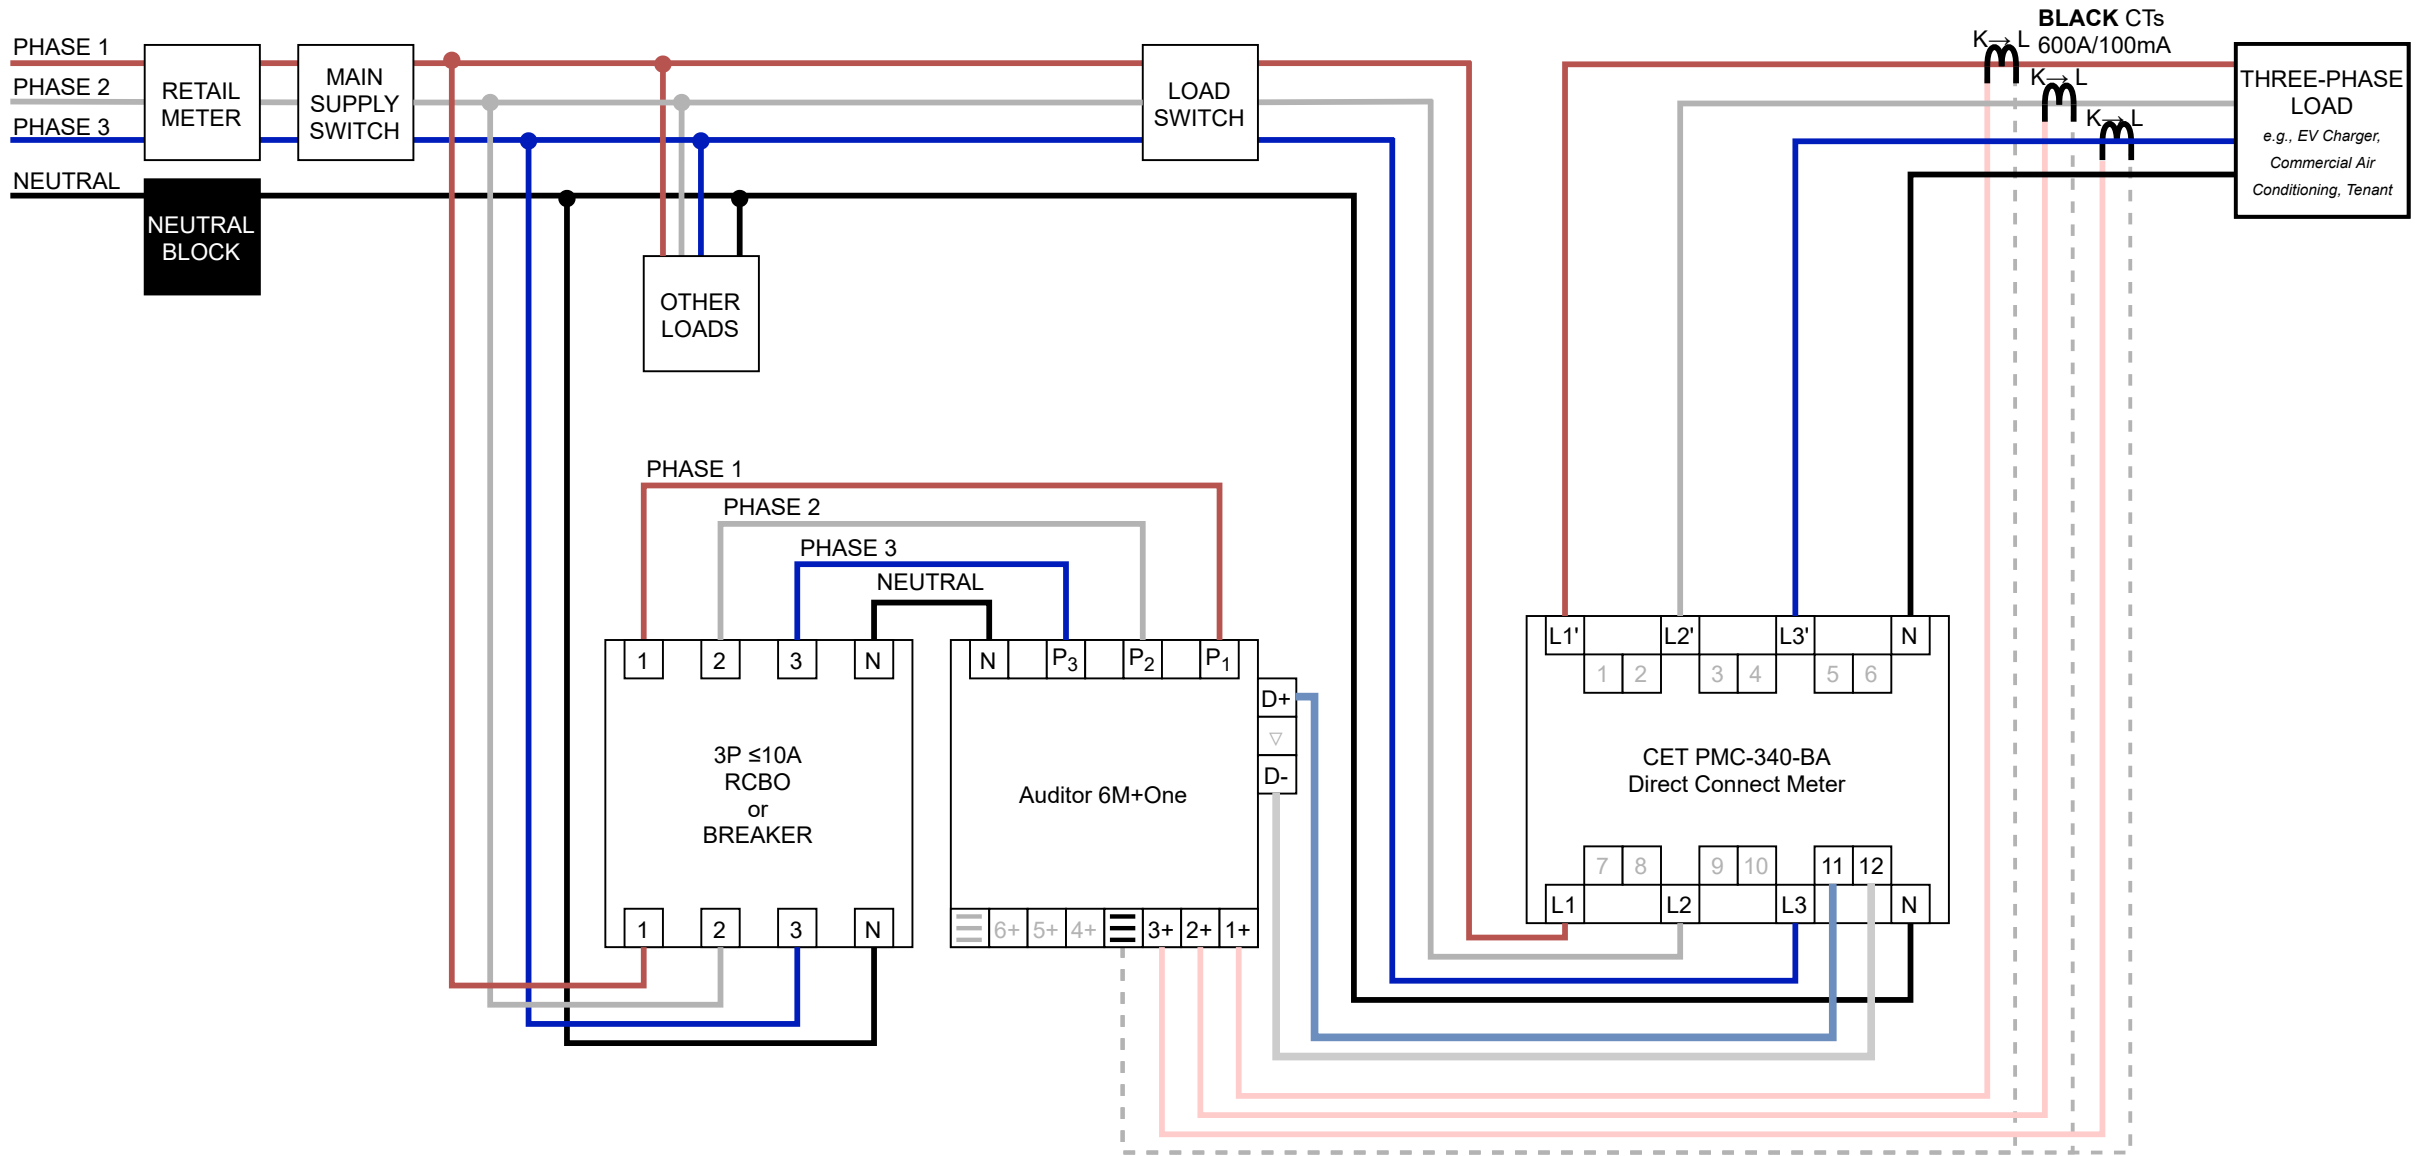 BLACK CTs
600A/100mA
K→L
K→L
K→L
PHASE 1
PHASE 2
PHASE 3
NEUTRAL
RETAIL
METER
MAIN
SUPPLY
SWITCH
LOAD
SWITCH
THREE-PHASE
LOAD
e.g., EV Charger,
Commercial Air
Conditioning, Tenant
NEUTRAL
BLOCK
OTHER
LOADS
PHASE 1
PHASE 2
PHASE 3
NEUTRAL
1 2 3 N
3P ≤10A
RCBO
or
BREAKER
1 2 3 N
N P3 P2 P1
D+
▽
D-
Auditor 6M+One
6+ 5+ 4+ 3+ 2+ 1+
L1' L2' L3' N
1 2 3 4 5 6
CET PMC-340-BA
Direct Connect Meter
7 8 9 10 11 12
L1 L2 L3 N